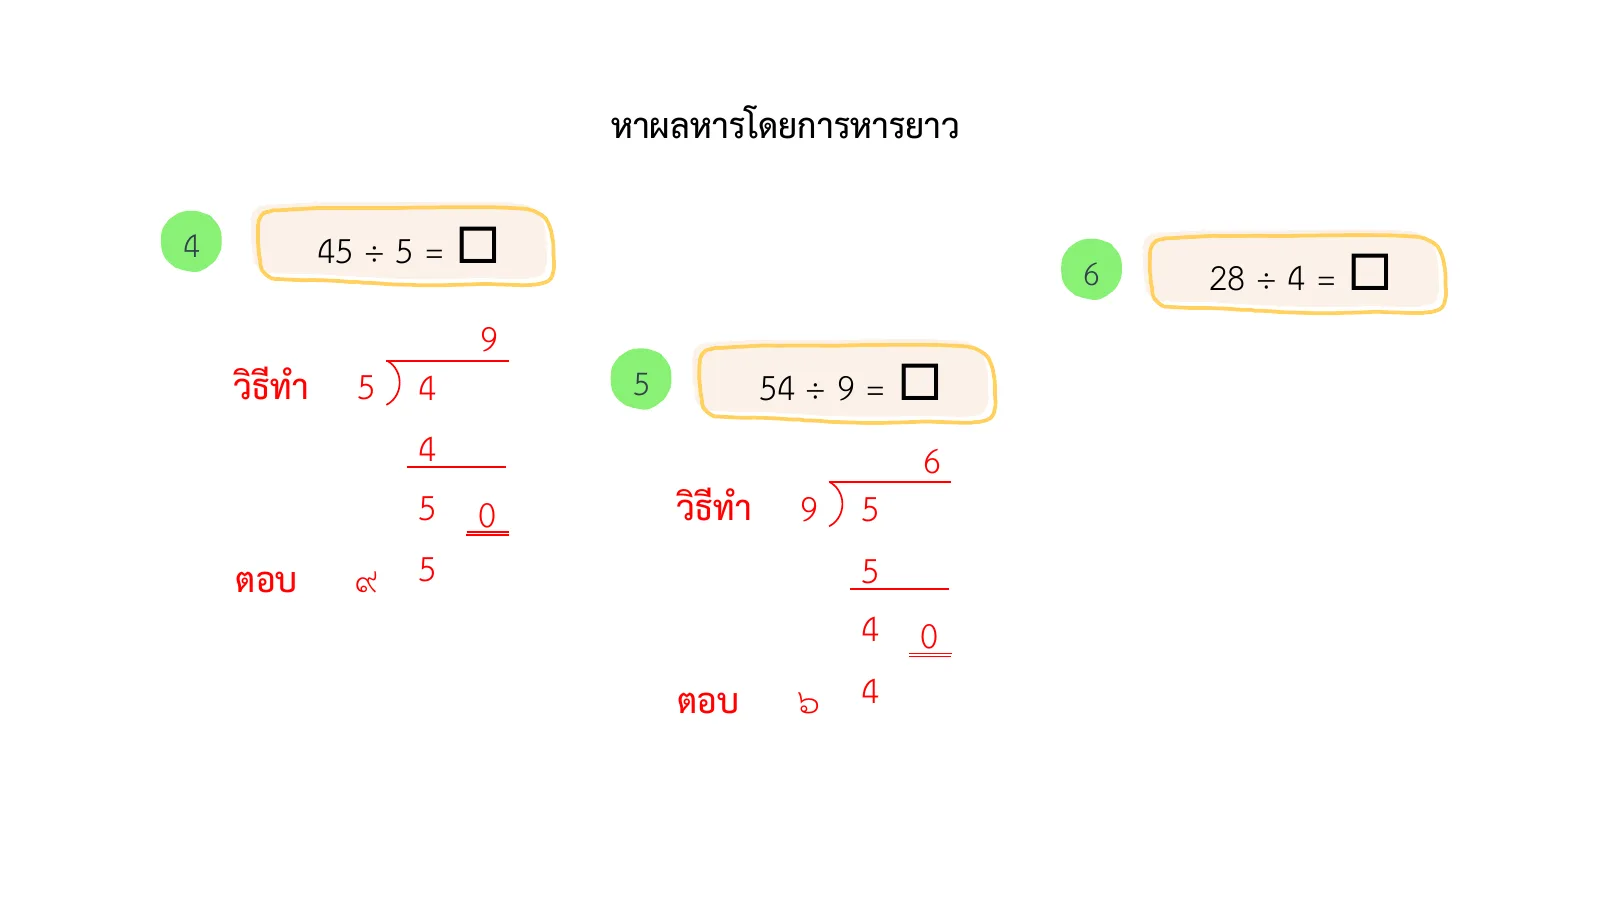 หาผลหารโดยการหารยาว
4
45 ÷ 5 = □
9
วิธีทำ 5 ) 4
4
5 0
5
ตอบ ๙
5
54 ÷ 9 = □
6
วิธีทำ 9 ) 5
5
4 0
4
ตอบ ๖
6
28 ÷ 4 = □